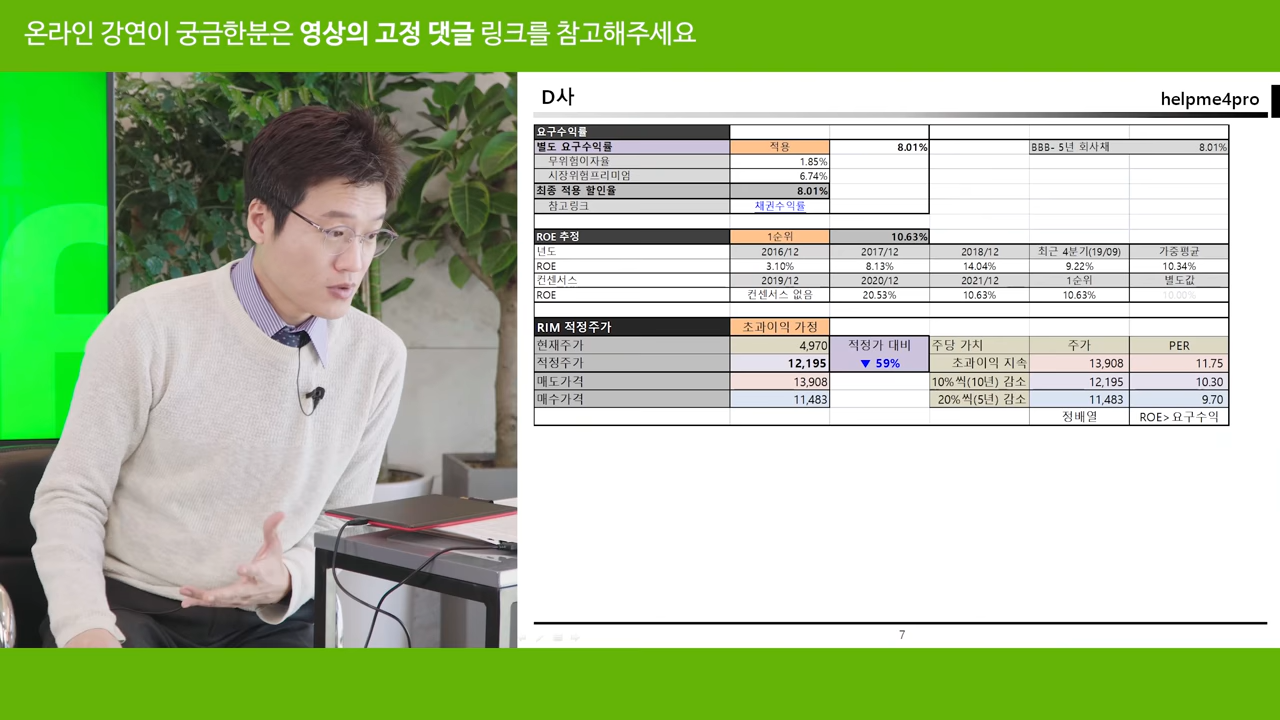 온라인 강연이 궁금한분은 영상의 고정 댓글 링크를 참고해주세요
D사
helpme4pro
요구수익률
별도 요구수익률 적용 8.01% BBB- 5년 회사채 8.01%
무위험이자율 1.85%
시장위험프리미엄 6.74%
최종 적용 할인율 8.01%
참고링크 채권수익률
ROE 추정 1순위 10.63%
년도 2016/12 2017/12 2018/12 최근 4분기(19/09) 가중평균
ROE 3.10% 8.13% 14.04% 9.22% 10.34%
컨센서스 2019/12 2020/12 2021/12 1순위 별도값
ROE 컨센서스 없음 20.53% 10.63% 10.63% 10.00%
RIM 적정주가 초과이익 가정
현재주가 4,970 적정가 대비 주당 가치 주가 PER
적정주가 12,195 ▼ 59% 초과이익 지속 13,908 11.75
매도가격 13,908 10%씩(10년) 감소 12,195 10.30
매수가격 11,483 20%씩(5년) 감소 11,483 9.70
정배열 ROE>요구수익
7